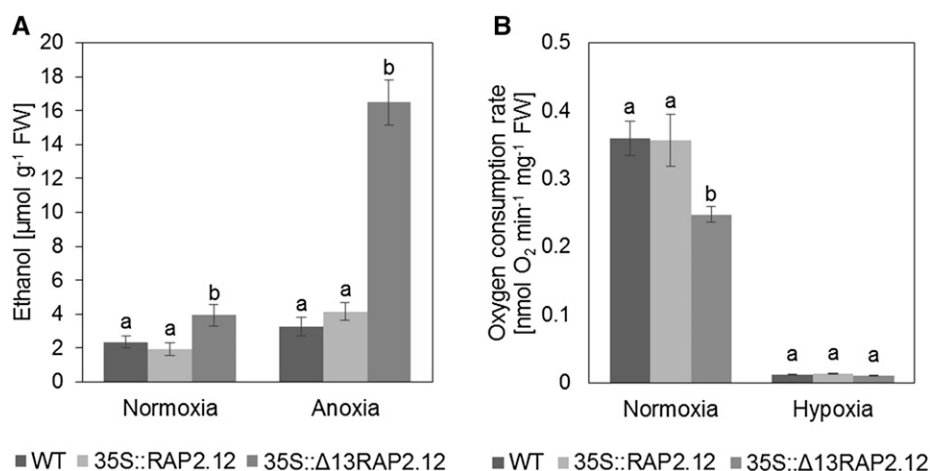 A
Ethanol [µmol g⁻¹ FW]
20
18
16
14
12
10
8
6
4
2
0
a
a
b
a
a
b
Normoxia
Anoxia
WT 35S::RAP2.12 35S::Δ13RAP2.12
B
Oxygen consumption rate
[nmol O₂ min⁻¹ mg⁻¹ FW]
0.5
0.4
0.3
0.2
0.1
0
a
a
b
a
a
a
Normoxia
Hypoxia
WT 35S::RAP2.12 35S::Δ13RAP2.12